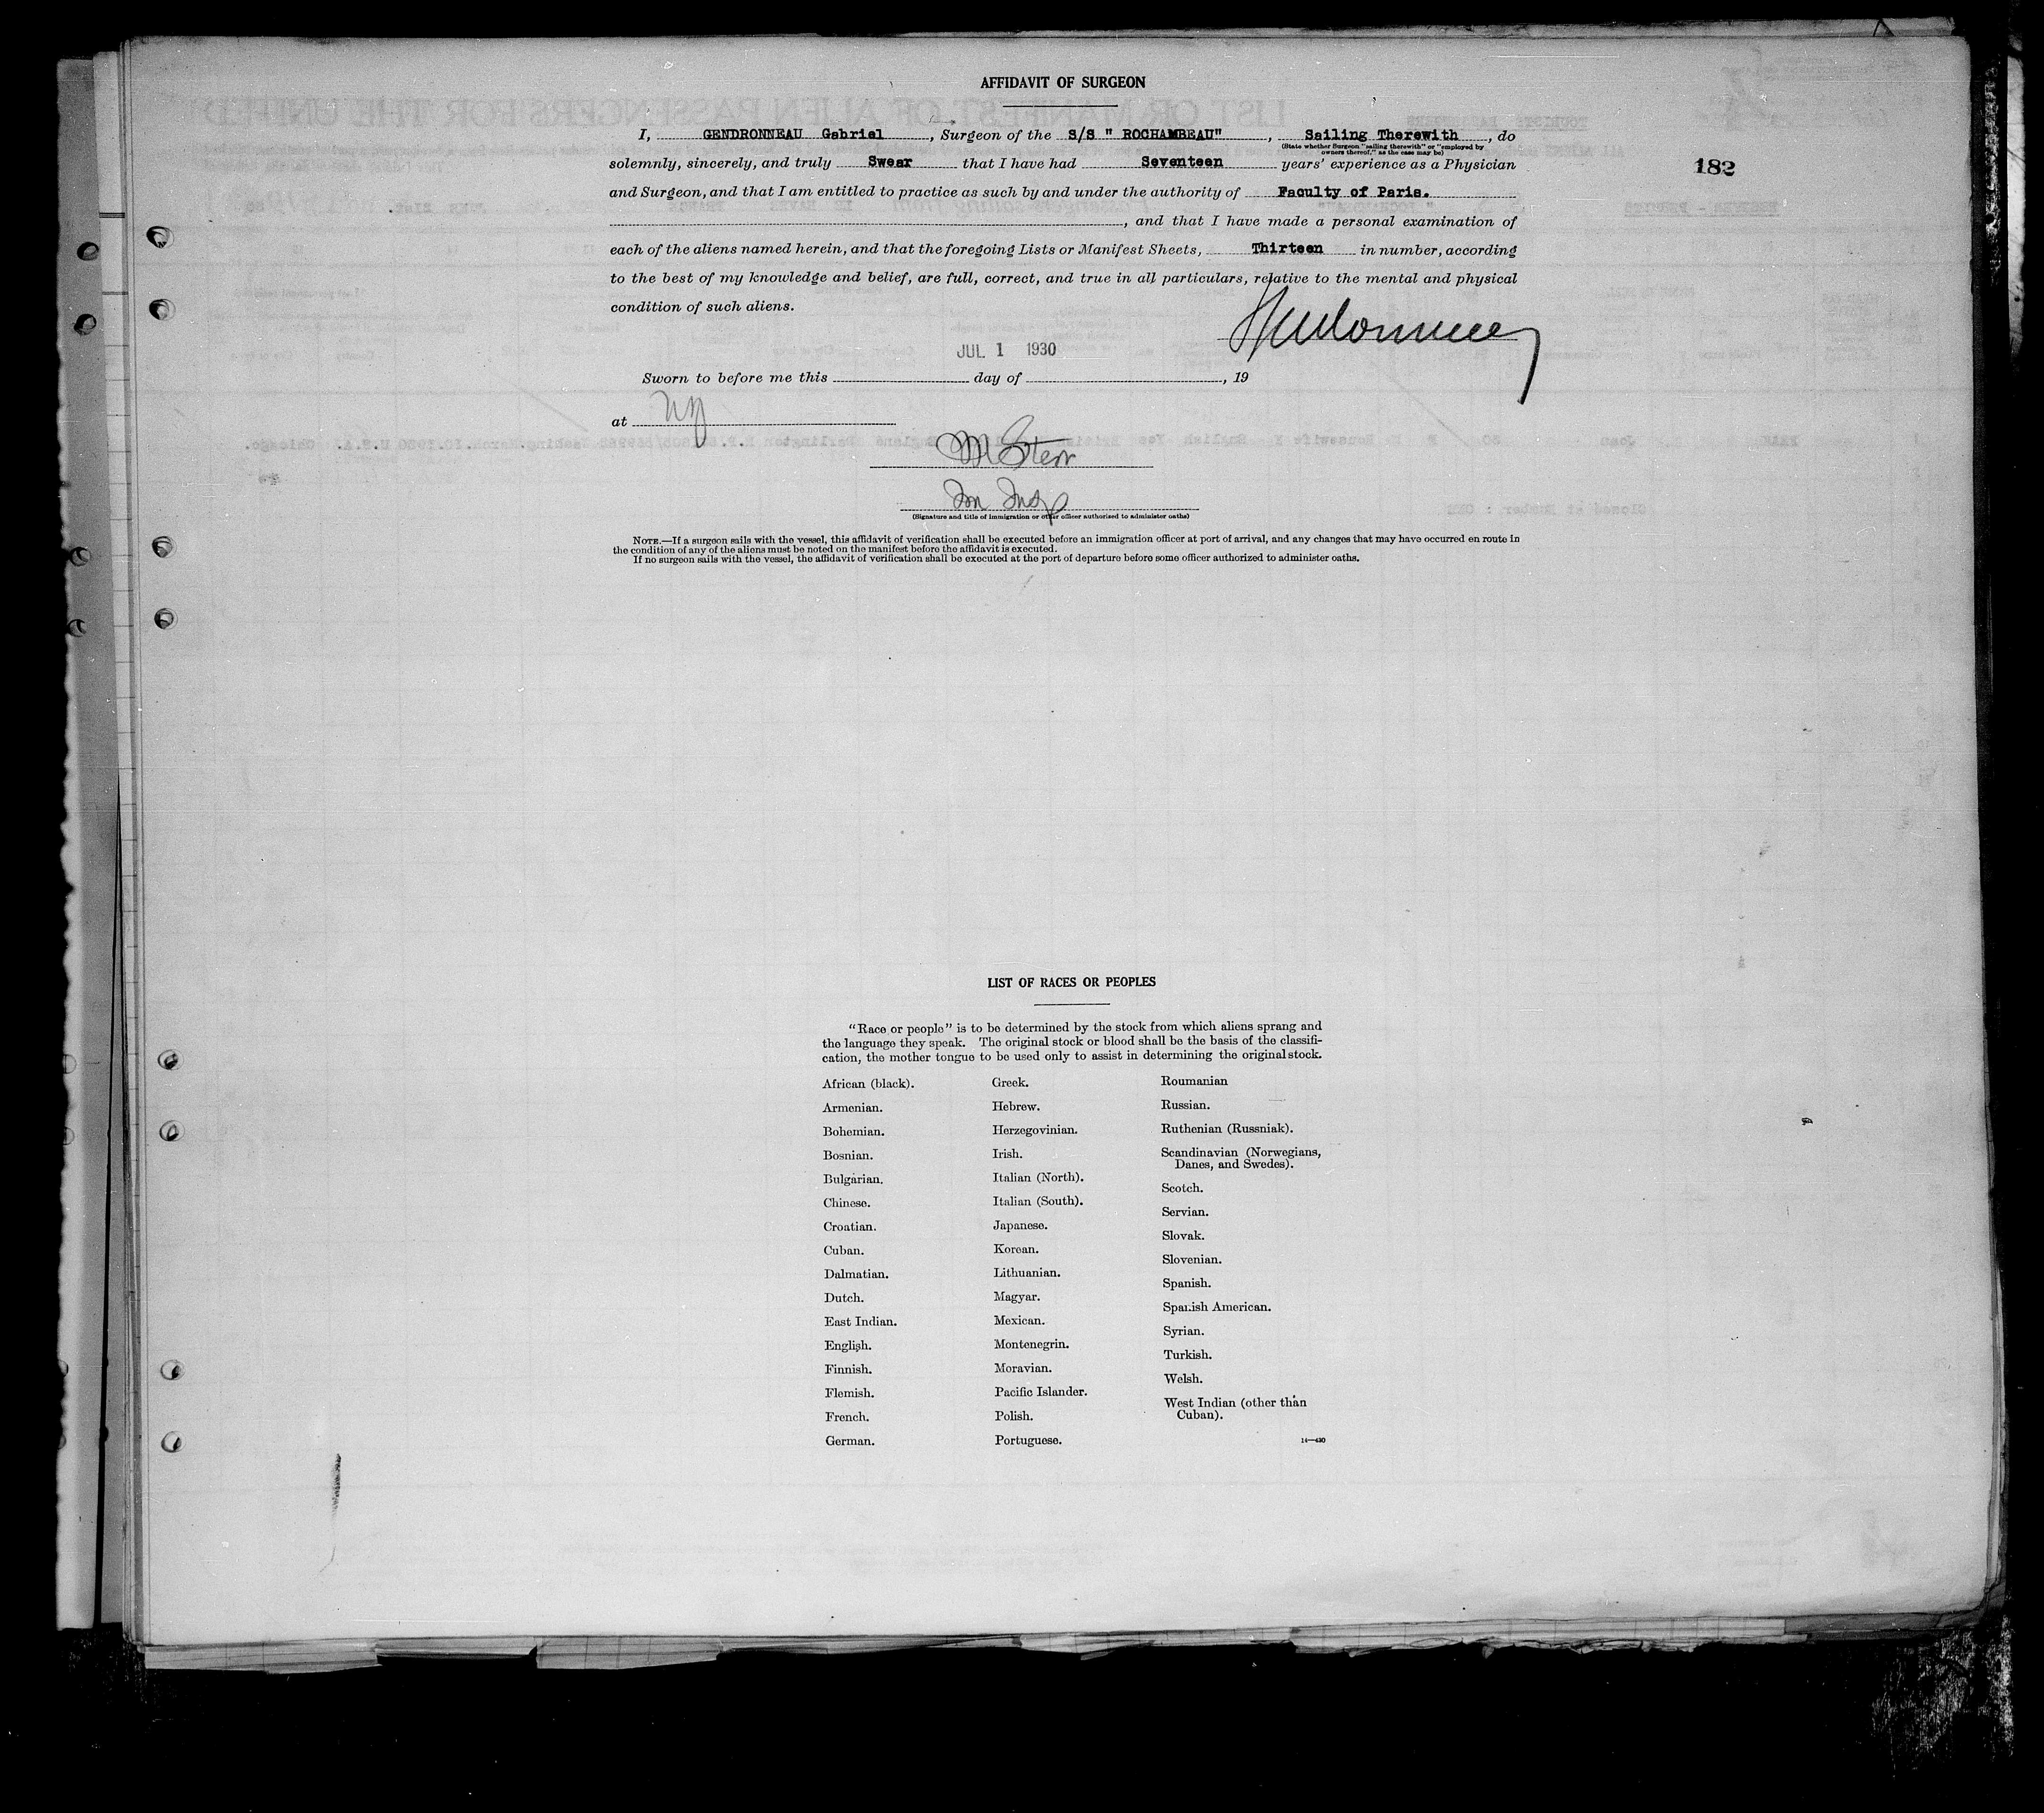 AFFIDAVIT OF SURGEON
I, GENDRONNEAU Gabriel, Surgeon of the S/S " ROCHAMBEAU", Sailing Therewith, do
(State whether Surgeon "sailing therewith" or "employed by
owners thereof," as the case may be)
solemnly, sincerely, and truly Swear that I have had Seventeen years' experience as a Physician
182
and Surgeon, and that I am entitled to practice as such by and under the authority of Faculty of Paris.
, and that I have made a personal examination of
each of the aliens named herein, and that the foregoing Lists or Manifest Sheets, Thirteen in number, according
to the best of my knowledge and belief, are full, correct, and true in all particulars, relative to the mental and physical
condition of such aliens.
JUL 1 1930
Sworn to before me this day of , 19
at NY
M Stern
Im Insp
(Signature and title of immigration or other officer authorized to administer oaths)
NOTE.—If a surgeon sails with the vessel, this affidavit of verification shall be executed before an immigration officer at port of arrival, and any changes that may have occurred en route in
the condition of any of the aliens must be noted on the manifest before the affidavit is executed.
If no surgeon sails with the vessel, the affidavit of verification shall be executed at the port of departure before some officer authorized to administer oaths.
LIST OF RACES OR PEOPLES
"Race or people" is to be determined by the stock from which aliens sprang and
the language they speak. The original stock or blood shall be the basis of the classifi-
cation, the mother tongue to be used only to assist in determining the original stock.
African (black).
Armenian.
Bohemian.
Bosnian.
Bulgarian.
Chinese.
Croatian.
Cuban.
Dalmatian.
Dutch.
East Indian.
English.
Finnish.
Flemish.
French.
German.
Greek.
Hebrew.
Herzegovinian.
Irish.
Italian (North).
Italian (South).
Japanese.
Korean.
Lithuanian.
Magyar.
Mexican.
Montenegrin.
Moravian.
Pacific Islander.
Polish.
Portuguese.
Roumanian
Russian.
Ruthenian (Russniak).
Scandinavian (Norwegians,
Danes, and Swedes).
Scotch.
Servian.
Slovak.
Slovenian.
Spanish.
Spanish American.
Syrian.
Turkish.
Welsh.
West Indian (other than
Cuban).
14—430